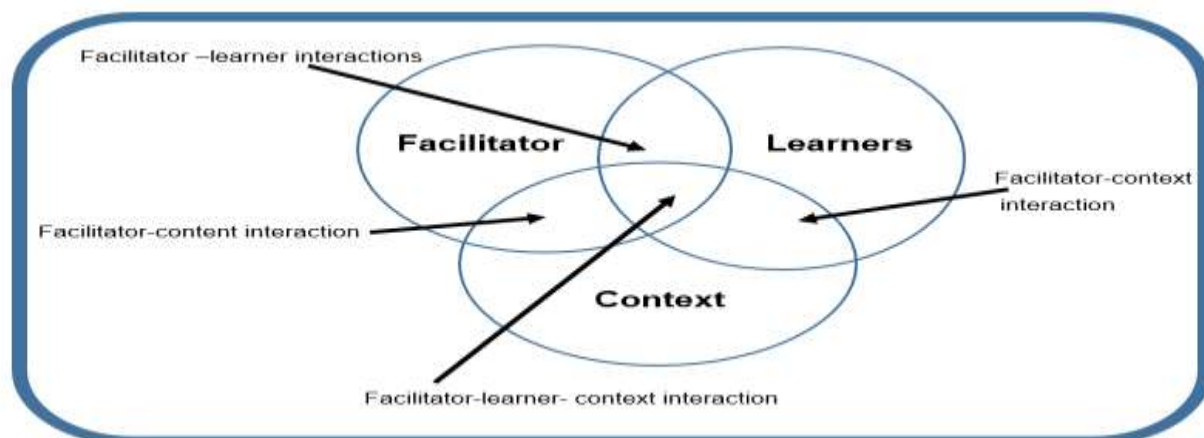 Facilitator –learner interactions
Facilitator
Learners
Facilitator-context
interaction
Facilitator-content interaction
Context
Facilitator-learner- context interaction